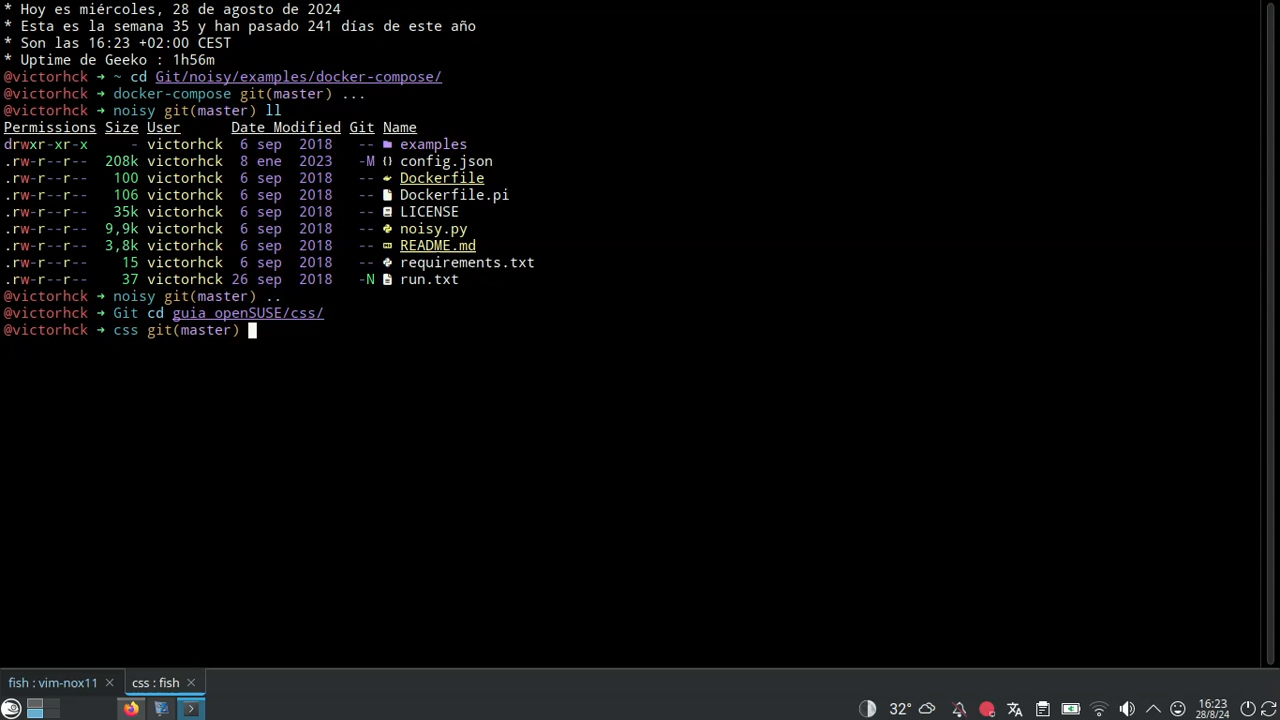 * Hoy es miércoles, 28 de agosto de 2024
* Esta es la semana 35 y han pasado 241 días de este año
* Son las 16:23 +02:00 CEST
* Uptime de Geeko : 1h56m
@victorhck → ~ cd Git/noisy/examples/docker-compose/
@victorhck → docker-compose git(master) ...
@victorhck → noisy git(master) ll
Permissions Size User Date Modified Git Name
drwxr-xr-x - victorhck 6 sep 2018 -- examples
.rw-r--r-- 208k victorhck 8 ene 2023 -M config.json
.rw-r--r-- 100 victorhck 6 sep 2018 -- Dockerfile
.rw-r--r-- 106 victorhck 6 sep 2018 -- Dockerfile.pi
.rw-r--r-- 35k victorhck 6 sep 2018 -- LICENSE
.rw-r--r-- 9,9k victorhck 6 sep 2018 -- noisy.py
.rw-r--r-- 3,8k victorhck 6 sep 2018 -- README.md
.rw-r--r-- 15 victorhck 6 sep 2018 -- requirements.txt
.rw-r--r-- 37 victorhck 26 sep 2018 -N run.txt
@victorhck → noisy git(master) ..
@victorhck → Git cd guia_openSUSE/css/
@victorhck → css git(master)
fish : vim-nox11
css : fish
32°
16:23
28/8/24